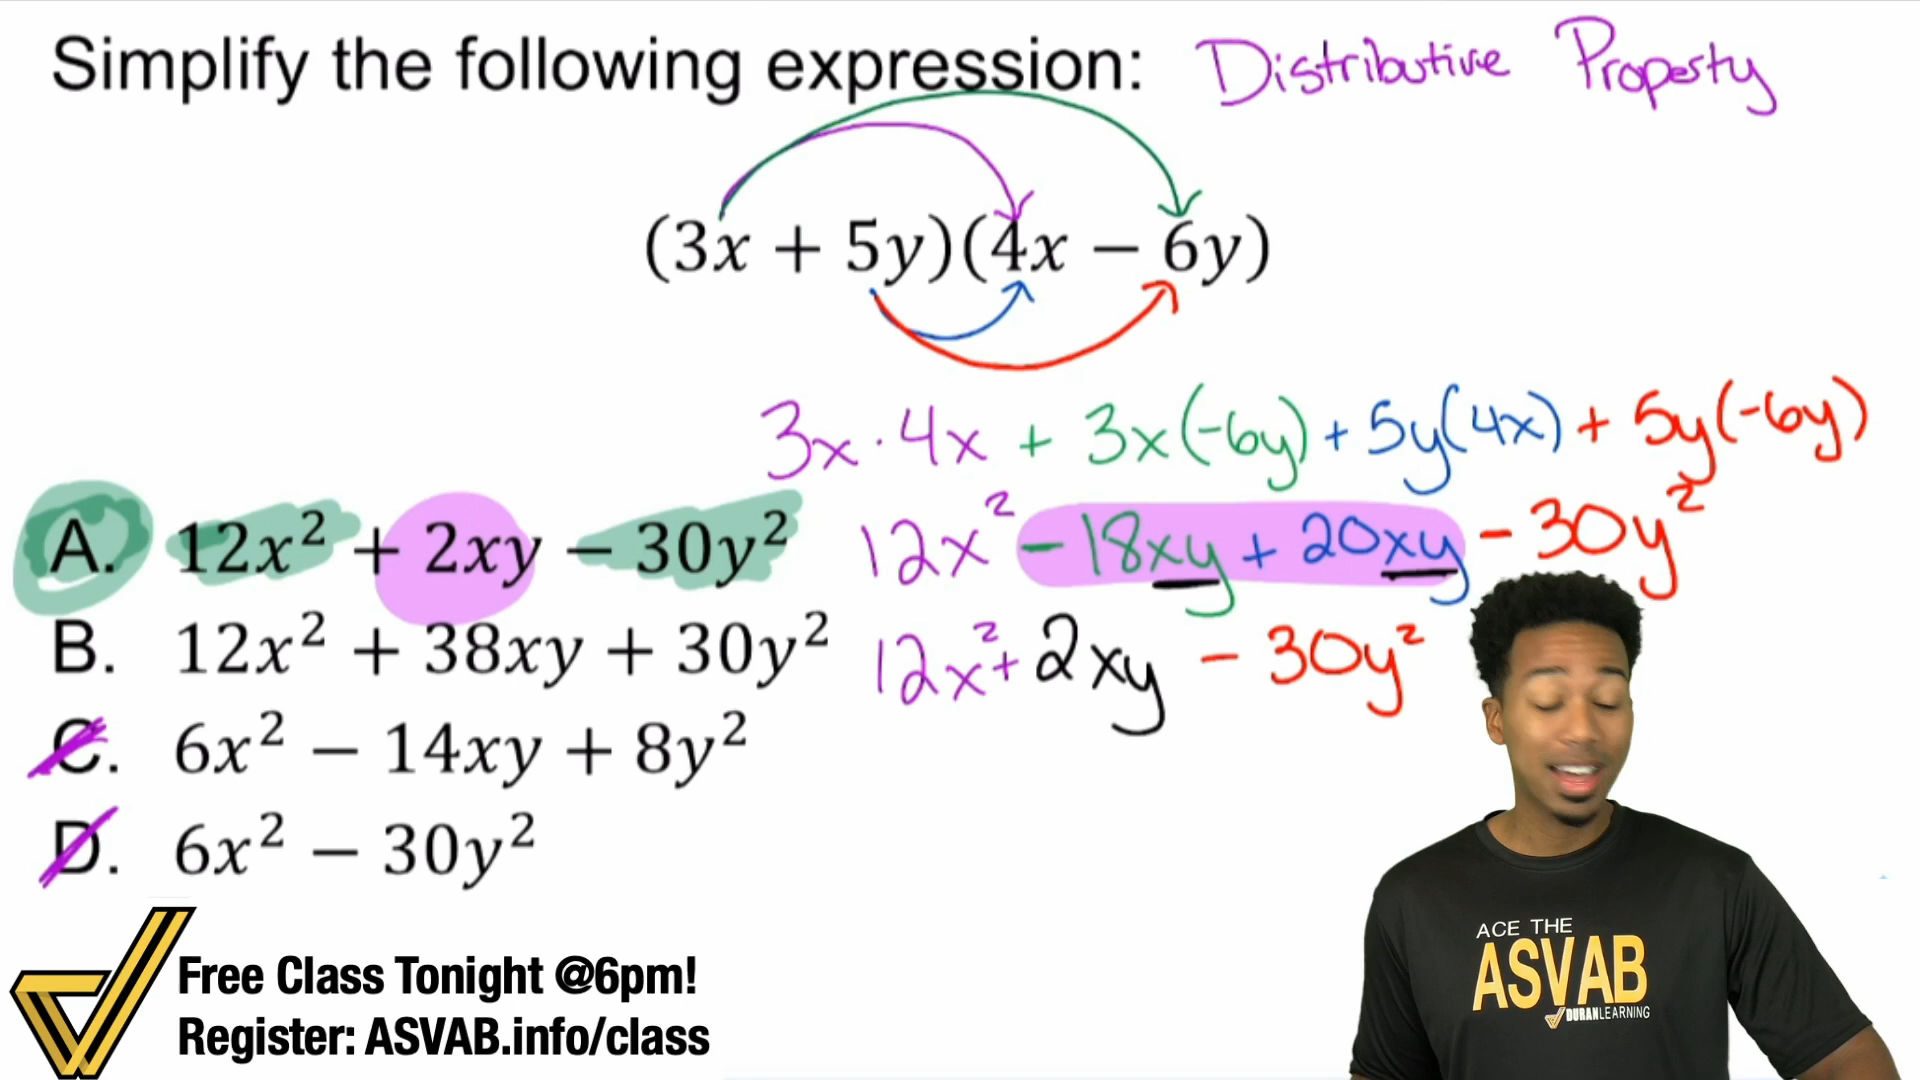 Simplify the following expression: Distributive Property
(3x + 5y)(4x − 6y)
3x · 4x + 3x(-6y) + 5y(4x) + 5y(-6y)
A. 12x² + 2xy − 30y² 12x² - 18xy + 20xy - 30y²
B. 12x² + 38xy + 30y² 12x² + 2xy - 30y²
C. 6x² − 14xy + 8y²
D. 6x² − 30y²
Free Class Tonight @6pm!
Register: ASVAB.info/class
ACE THE
ASVAB
DURANLEARNING